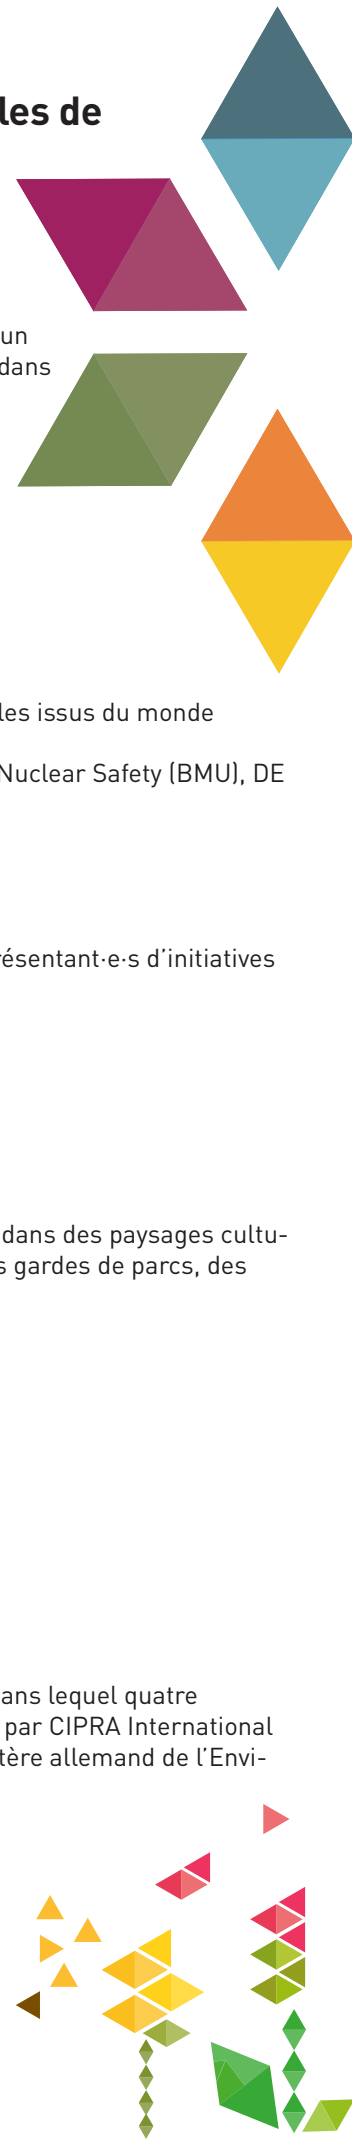 les de
un
dans
les issus du monde
Nuclear Safety (BMU), DE
résentant·e·s d’initiatives
dans des paysages cultu-
s gardes de parcs, des
ans lequel quatre
par CIPRA International
tère allemand de l’Envi-